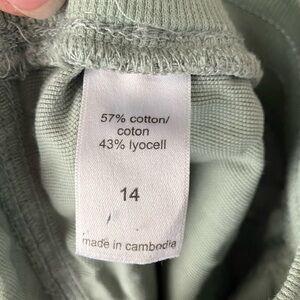 57% cotton/
coton
43% lyocell
14
made in cambodia